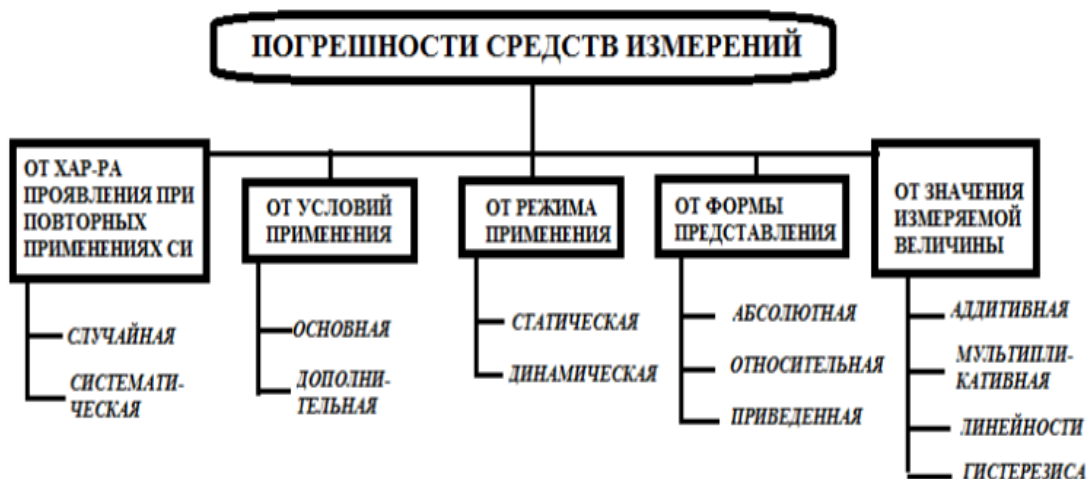 ПОГРЕШНОСТИ СРЕДСТВ ИЗМЕРЕНИЙ
ОТ ХАР-РА
ПРОЯВЛЕНИЯ ПРИ
ПОВТОРНЫХ
ПРИМЕНЕНИЯХ СИ
СЛУЧАЙНАЯ
СИСТЕМАТИ-
ЧЕСКАЯ
ОТ УСЛОВИЙ
ПРИМЕНЕНИЯ
ОСНОВНАЯ
ДОПОЛНИ-
ТЕЛЬНАЯ
ОТ РЕЖИМА
ПРИМЕНЕНИЯ
СТАТИЧЕСКАЯ
ДИНАМИЧЕСКАЯ
ОТ ФОРМЫ
ПРЕДСТАВЛЕНИЯ
АБСОЛЮТНАЯ
ОТНОСИТЕЛЬНАЯ
ПРИВЕДЕННАЯ
ОТ ЗНАЧЕНИЯ
ИЗМЕРЯЕМОЙ
ВЕЛИЧИНЫ
АДДИТИВНАЯ
МУЛЬТИПЛИ-
КАТИВНАЯ
ЛИНЕЙНОСТИ
ГИСТЕРЕЗИСА